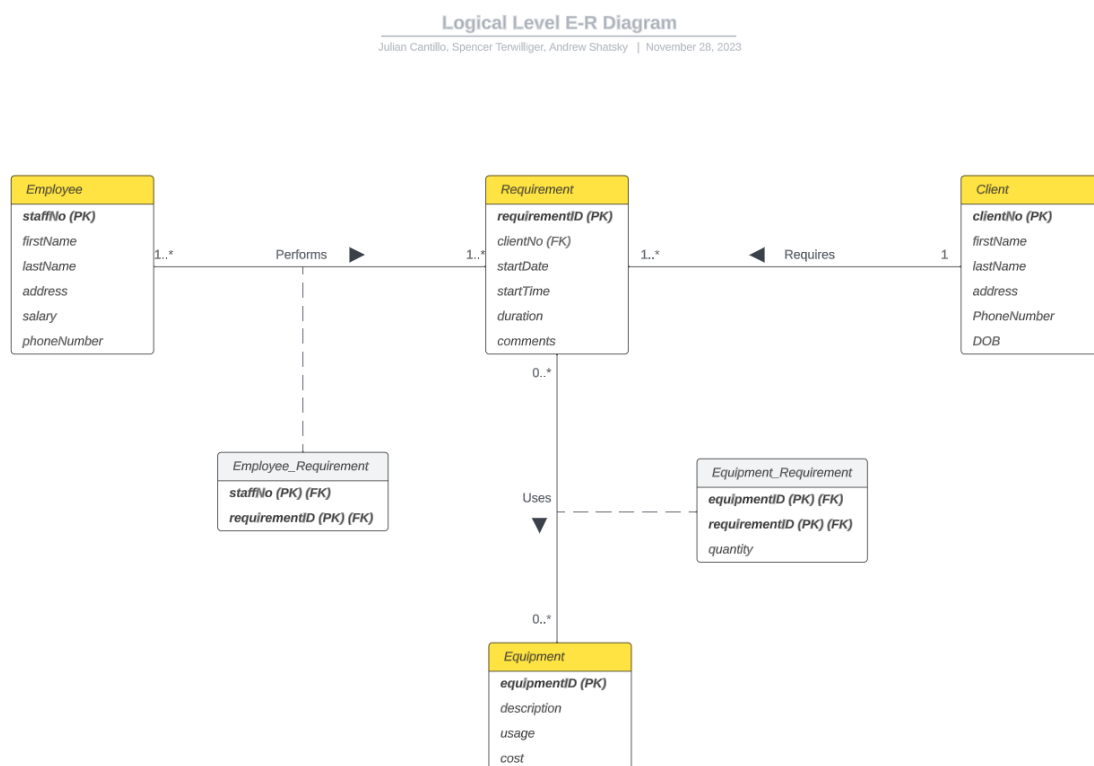 Logical Level E-R Diagram
Julian Cantillo, Spencer Terwilliger, Andrew Shatsky | November 28, 2023
Employee
staffNo (PK)
firstName
lastName
address
salary
phoneNumber
1..*
Performs
1..*
Requirement
requirementID (PK)
clientNo (FK)
startDate
startTime
duration
comments
1..*
Requires
1
Client
clientNo (PK)
firstName
lastName
address
PhoneNumber
DOB
0..*
Employee_Requirement
staffNo (PK) (FK)
requirementID (PK) (FK)
Uses
Equipment_Requirement
equipmentID (PK) (FK)
requirementID (PK) (FK)
quantity
0..*
Equipment
equipmentID (PK)
description
usage
cost